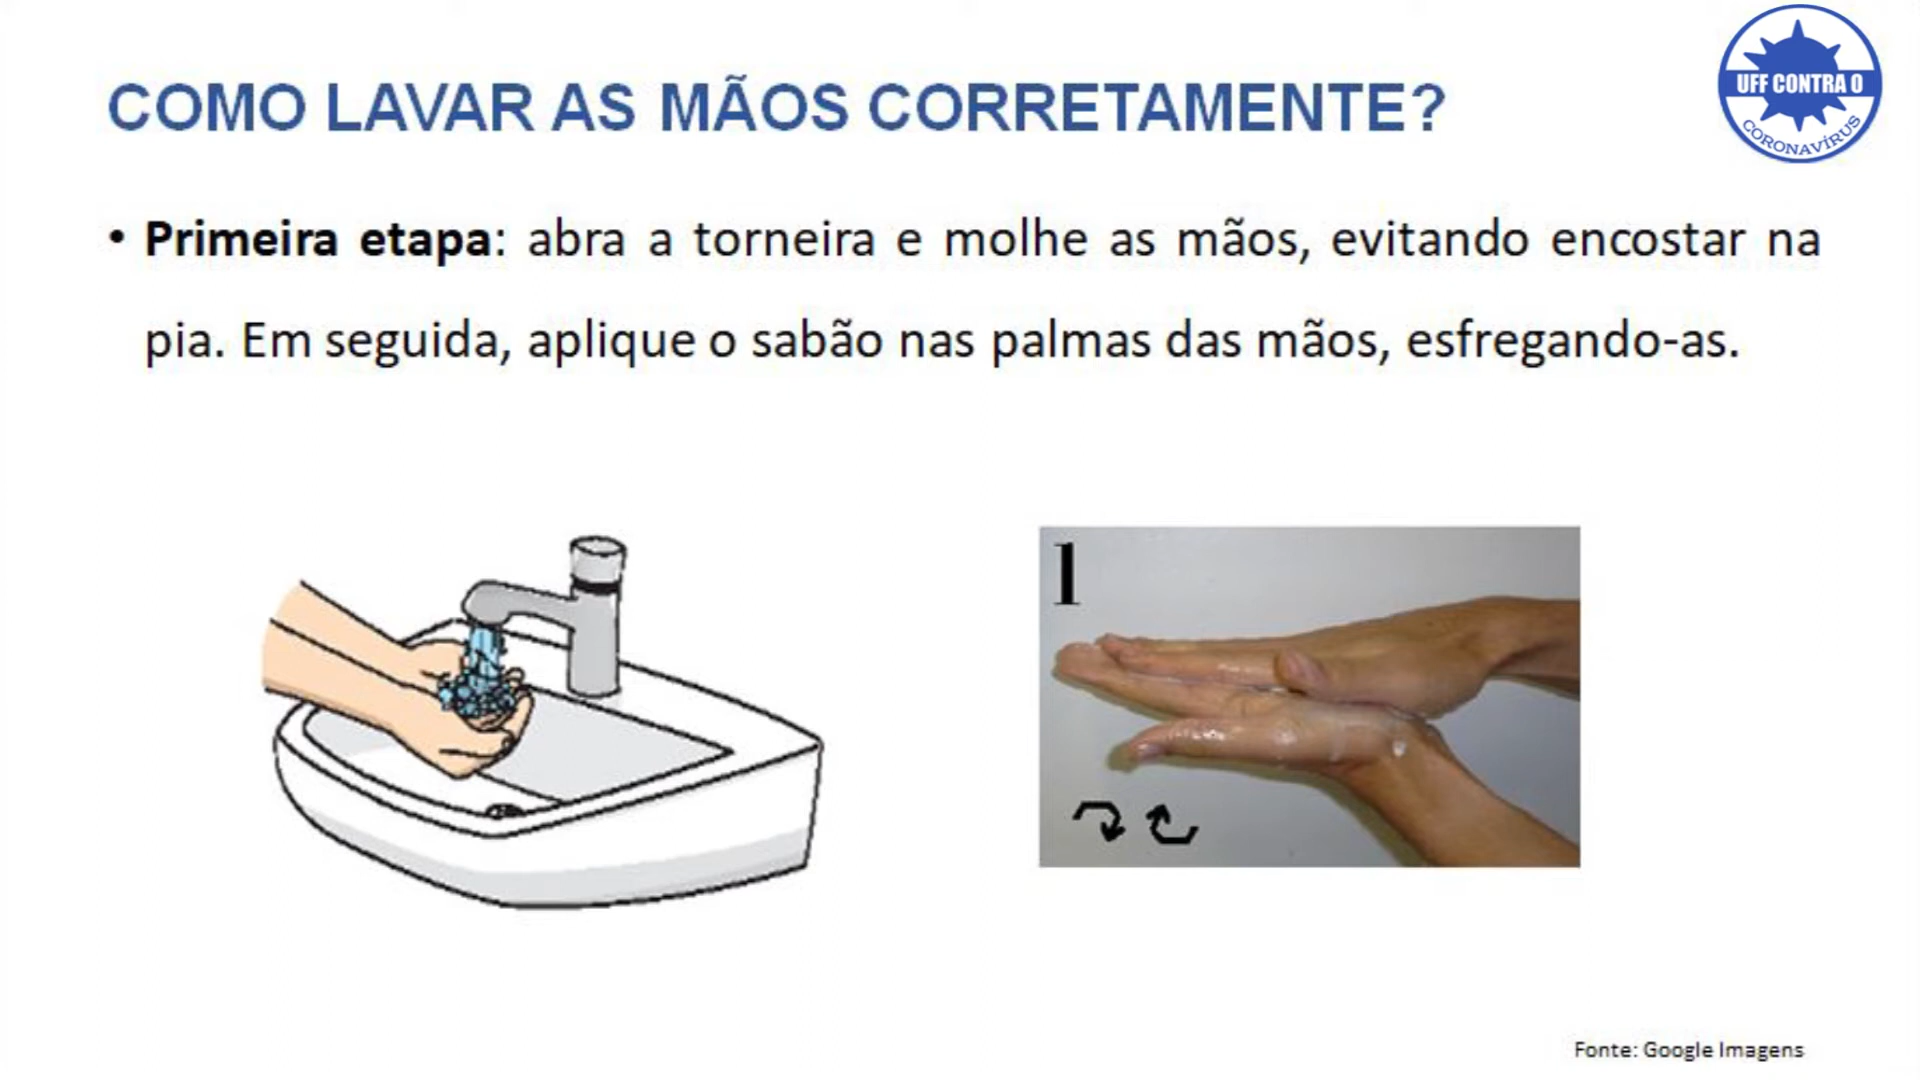 UFF CONTRA O
CORONAVÍRUS
COMO LAVAR AS MÃOS CORRETAMENTE?
• Primeira etapa: abra a torneira e molhe as mãos, evitando encostar na
pia. Em seguida, aplique o sabão nas palmas das mãos, esfregando-as.
1
Fonte: Google Imagens